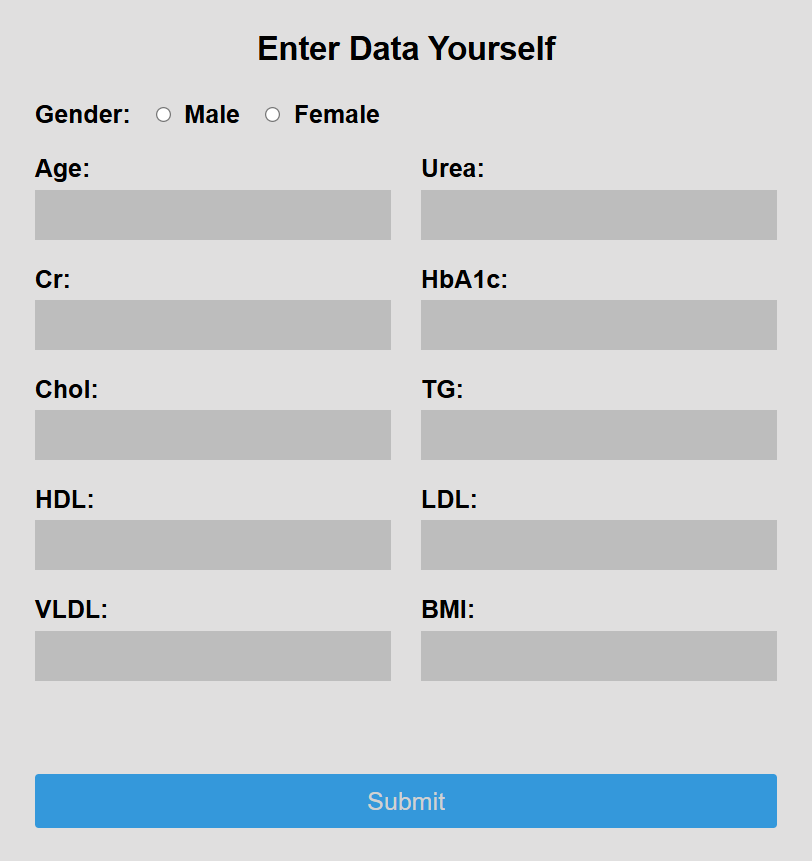 Enter Data Yourself
Gender: Male Female
Age: Urea:
Cr: HbA1c:
Chol: TG:
HDL: LDL:
VLDL: BMI:
Submit